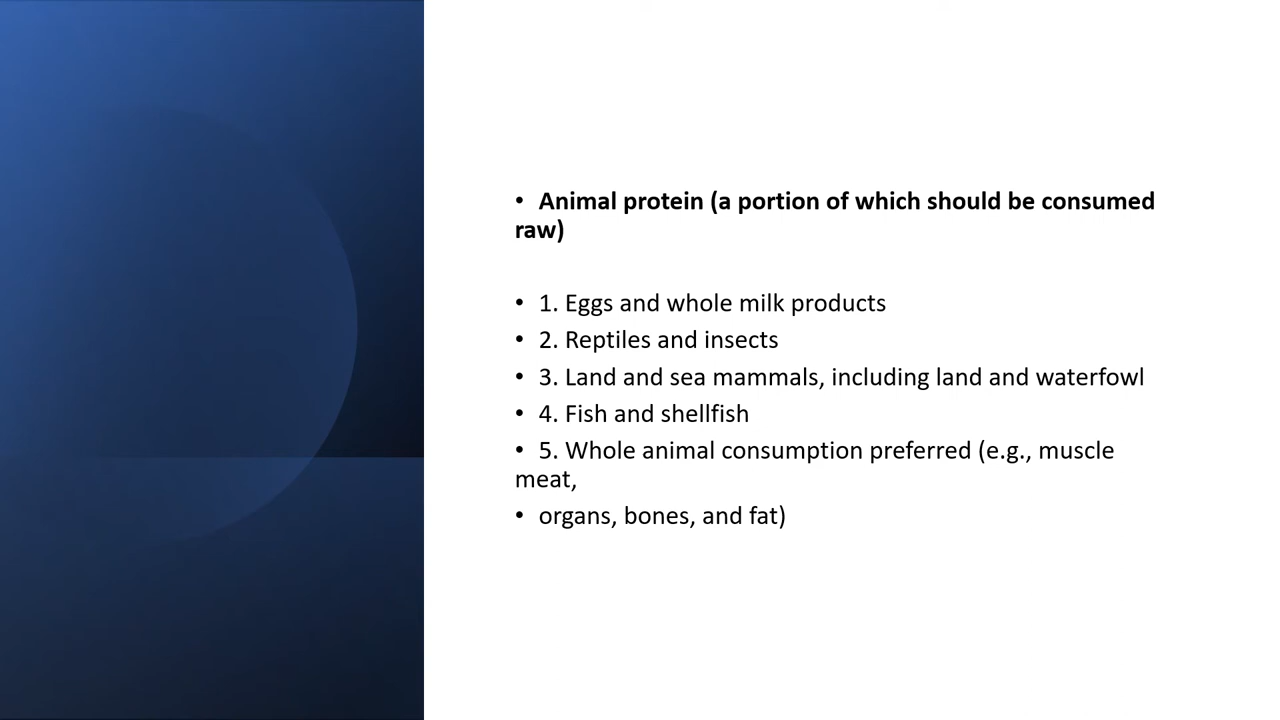 • Animal protein (a portion of which should be consumed
raw)
• 1. Eggs and whole milk products
• 2. Reptiles and insects
• 3. Land and sea mammals, including land and waterfowl
• 4. Fish and shellfish
• 5. Whole animal consumption preferred (e.g., muscle
meat,
• organs, bones, and fat)